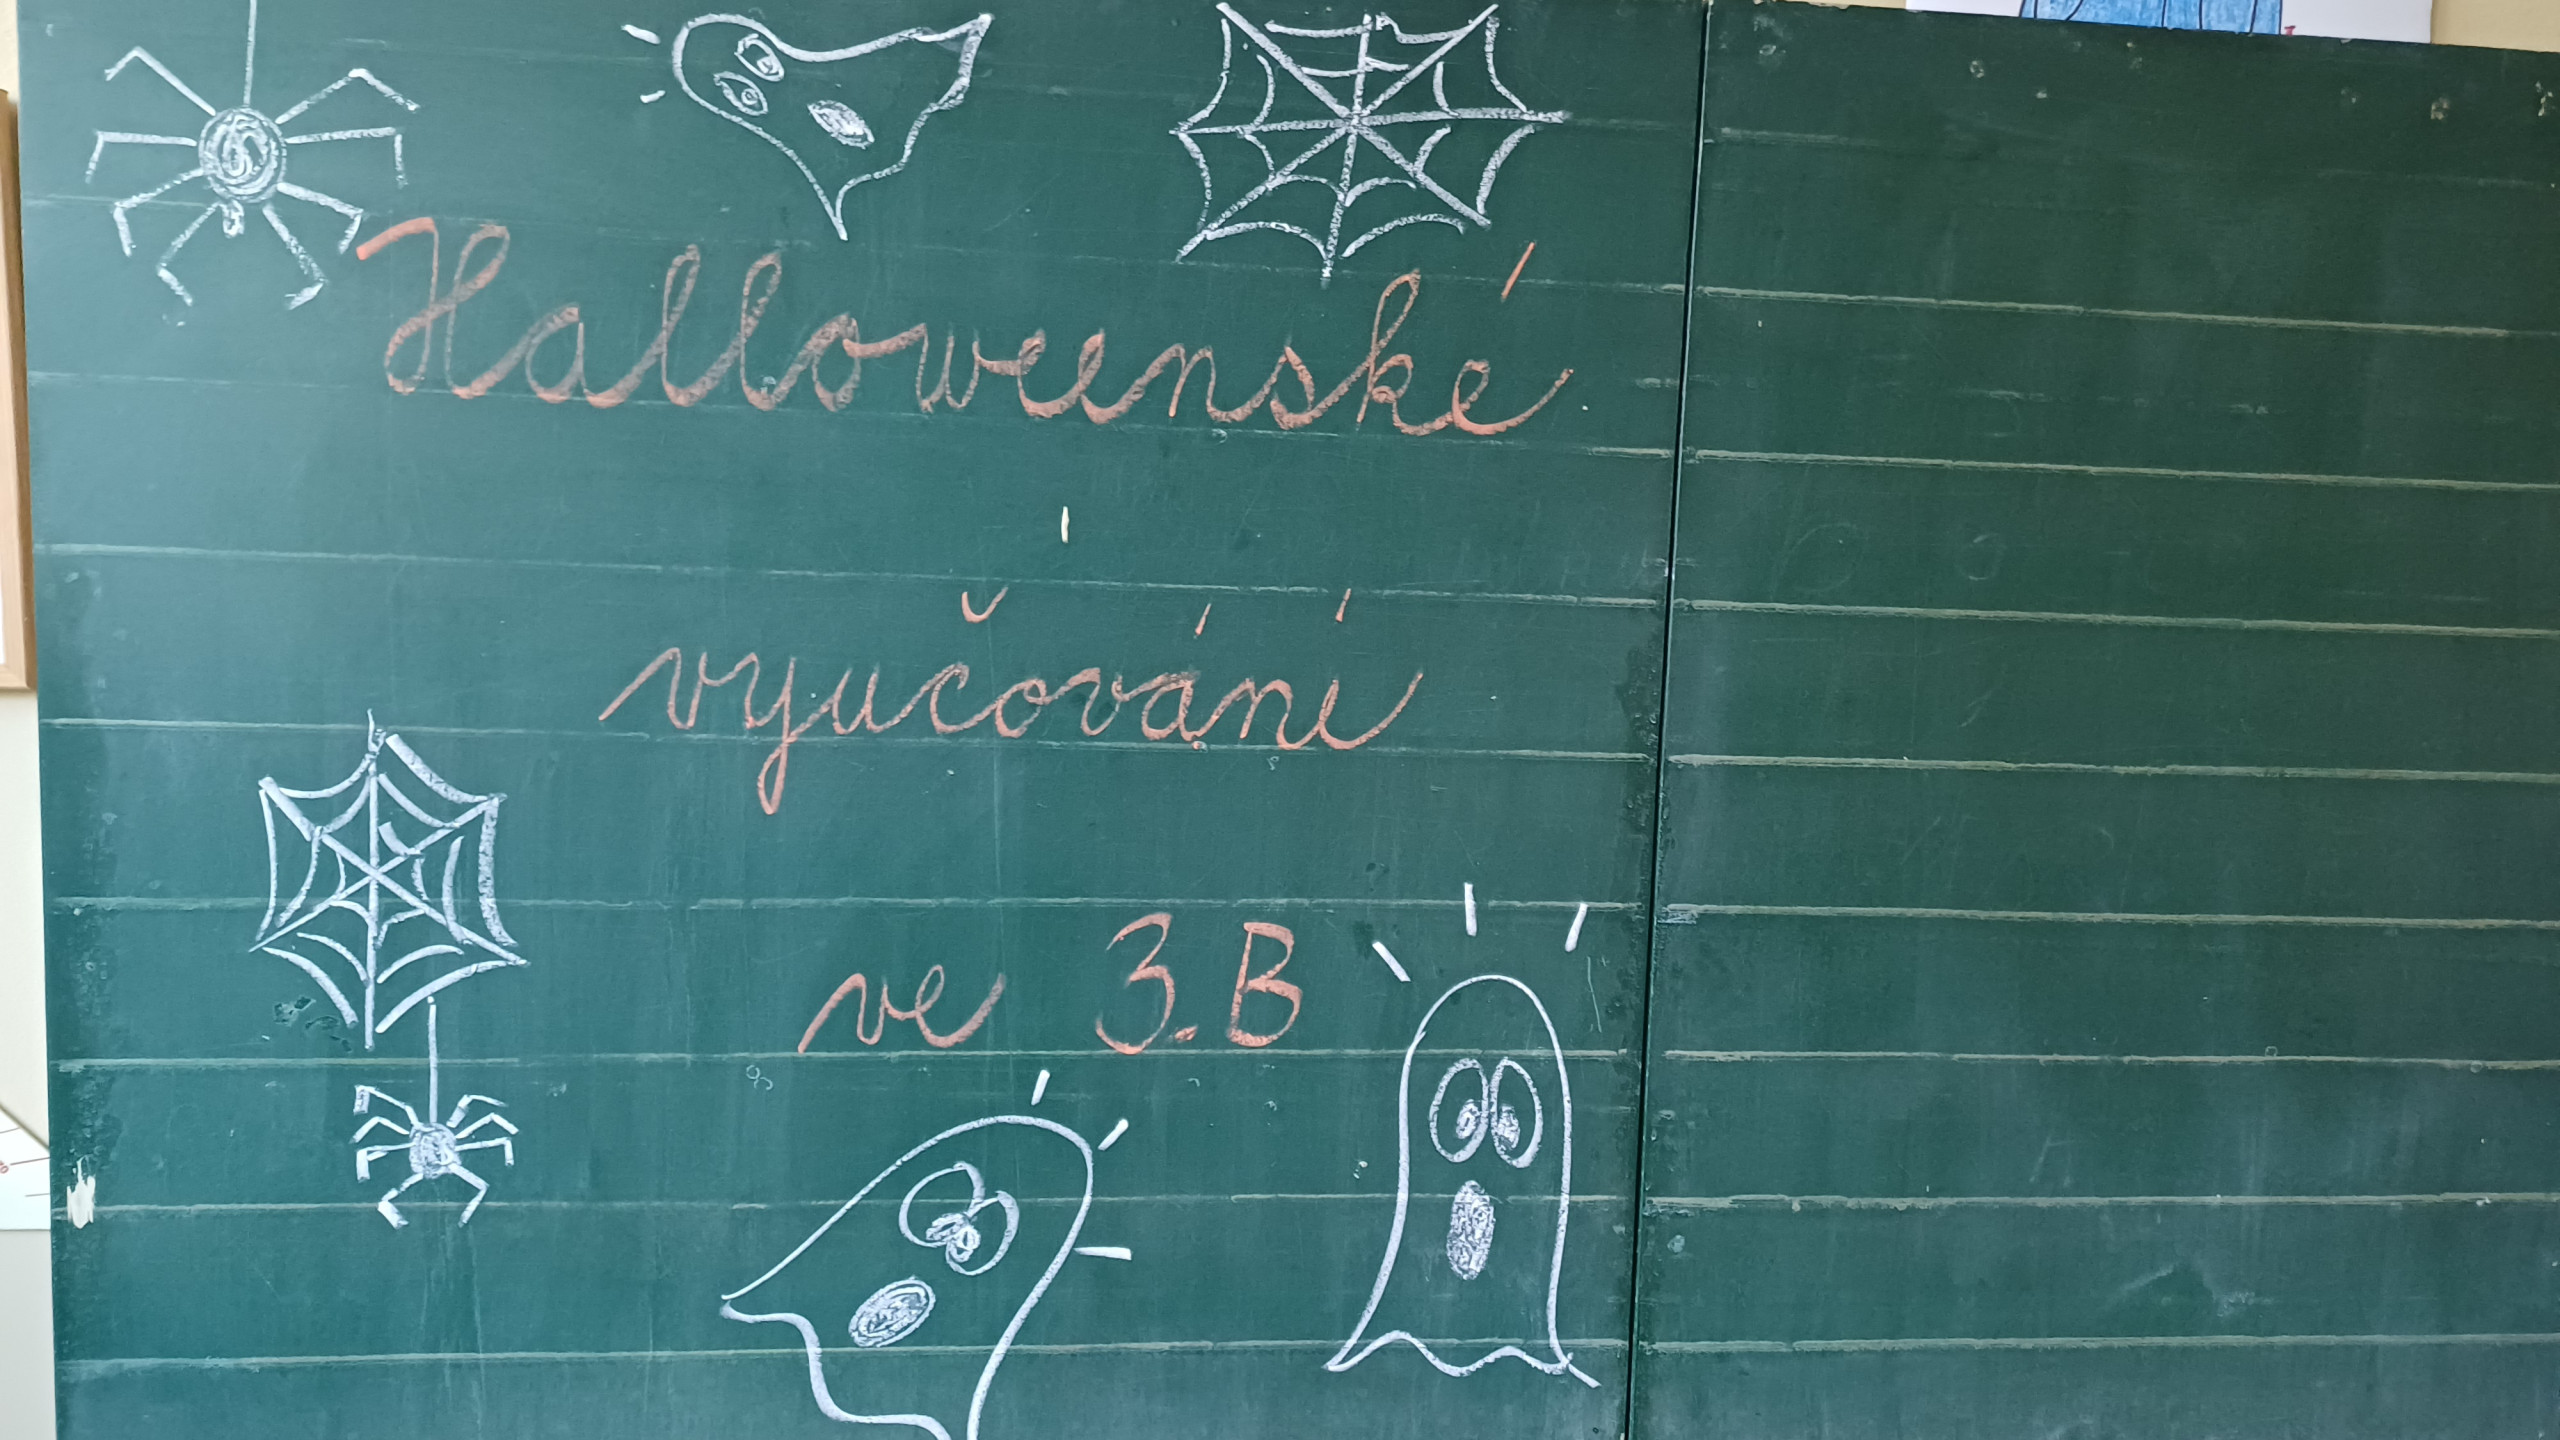 Halloweenské
vyučování
ve 3.B